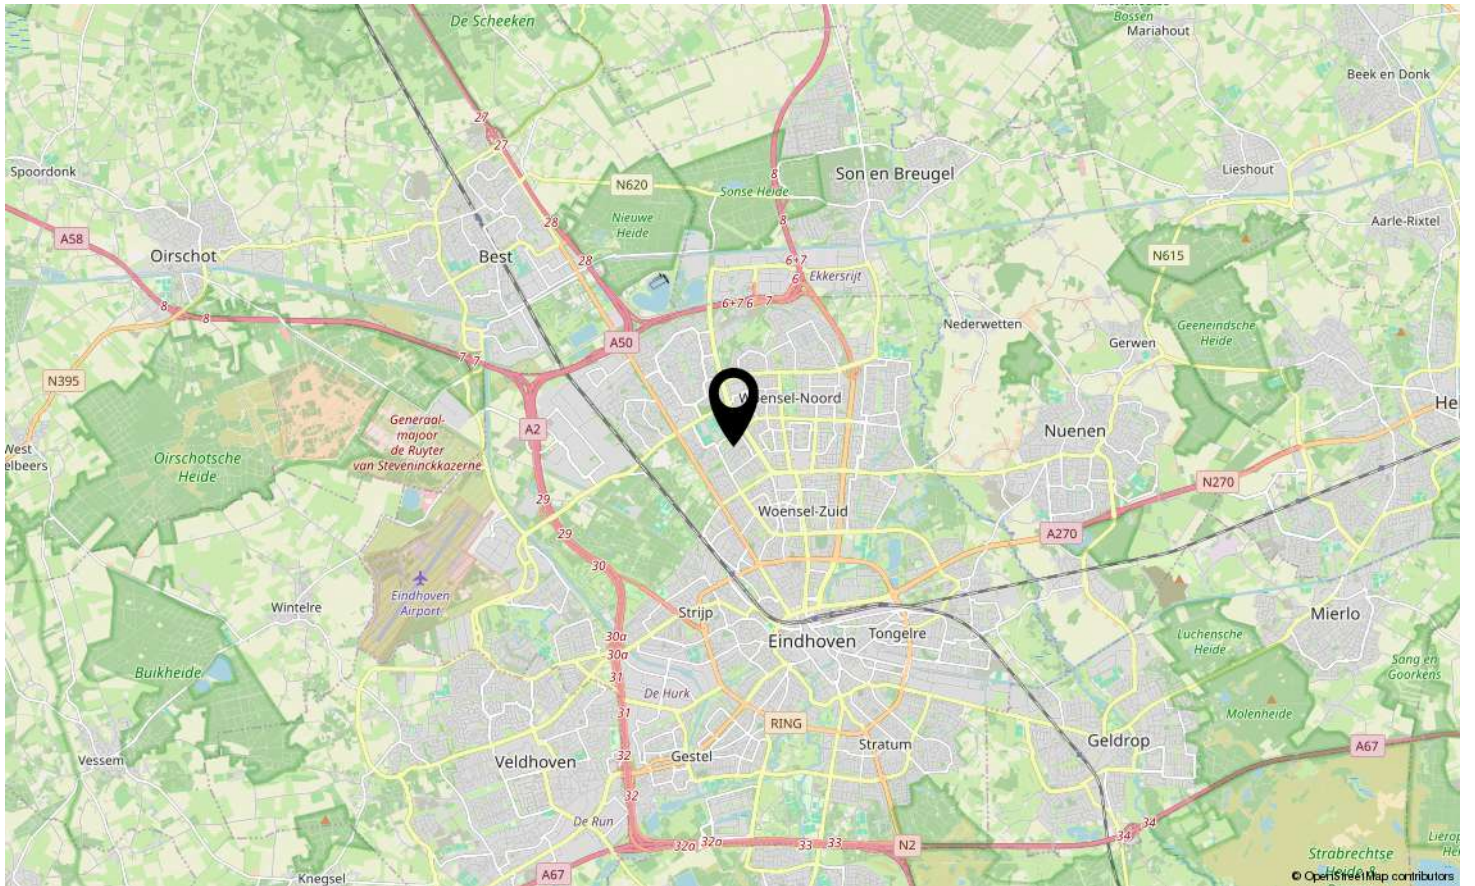 De Scheeken
Bossen
Mariahout
Beek en Donk
27
27
Spoordonk
N620
Sonse Heide
8
Son en Breugel
Lieshout
Nieuwe
Heide
28
8
Aarle-Rixtel
A58
Oirschot
Best
28
6+7
6
Ekkersrijt
N615
8
8
6+7
6
7
Nederwetten
Geeneindsche
Heide
A50
Gerwen
7
7
N395
Woensel-Noord
He
Generaal-
majoor
de Ruyter
van Steveninckkazerne
A2
Nuenen
West
elbeers
Oirschotsche
Heide
N270
29
Woensel-Zuid
29
A270
30
Eindhoven
Airport
Wintelre
Strijp
Mierlo
Eindhoven
Tongelre
30a
30a
Luchensche
Heide
Buikheide
31
De Hurk
Sang en
Goorkens
31
RING
Molenheide
Vessem
Veldhoven
32
Gestel
Stratum
Geldrop
A67
32
De Run
34
34
32a
32a
33
33
N2
Knegsel
A67
Strabrechtse
Heide &
© OpenStreetMap contributors